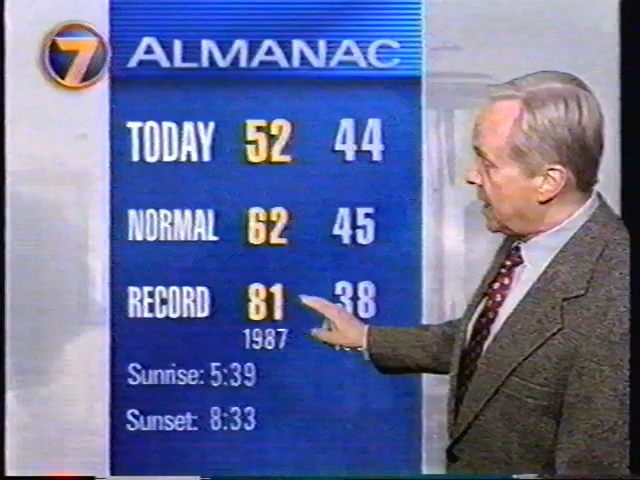 7 ALMANAC
TODAY 52 44
NORMAL 62 45
RECORD 81 38
1987
Sunrise: 5:39
Sunset: 8:33